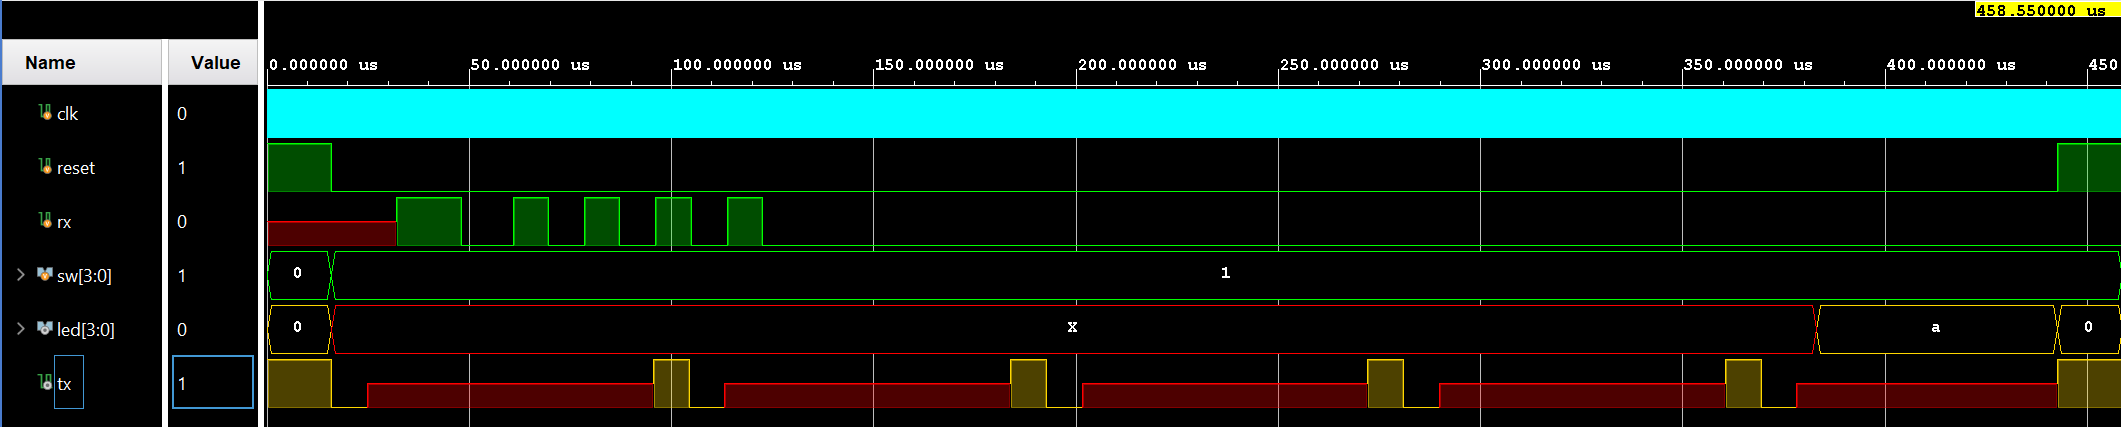 458.550000 us
Name Value
0.000000 us 50.000000 us 100.000000 us 150.000000 us 200.000000 us 250.000000 us 300.000000 us 350.000000 us 400.000000 us 450
clk 0
reset 1
rx 0
sw[3:0] 1 0 1
led[3:0] 0 0 X a 0
tx 1